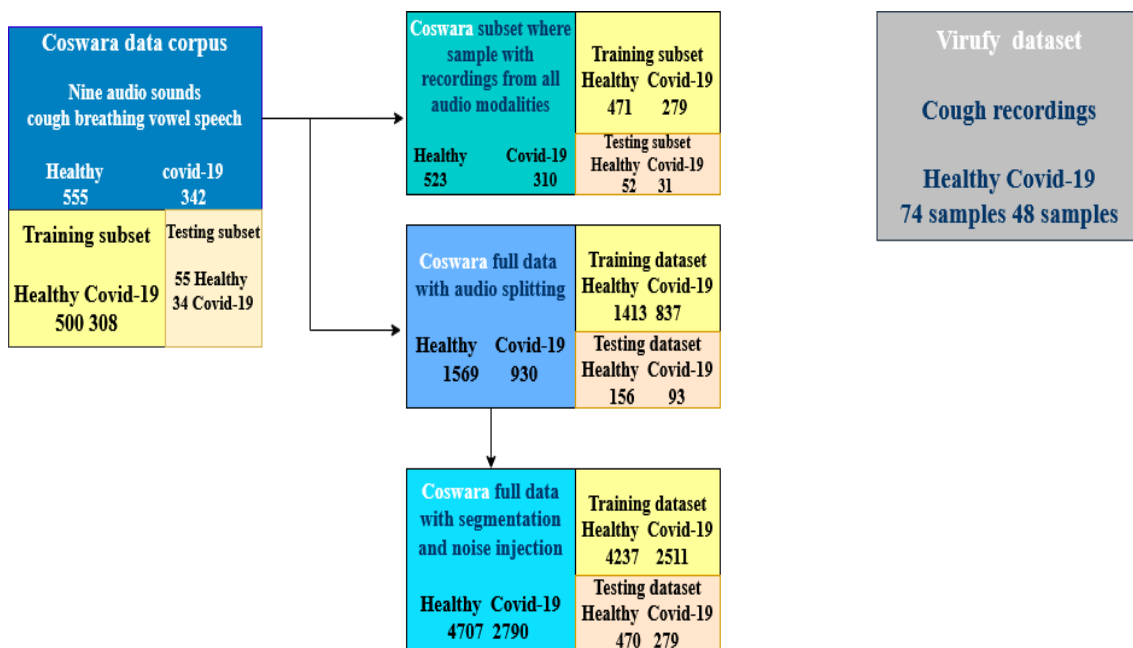 Coswara data corpus
Nine audio sounds
cough breathing vowel speech
Healthy covid-19
555 342
Training subset
Healthy Covid-19
500 308
Testing subset
55 Healthy
34 Covid-19
Coswara subset where
sample with
recordings from all
audio modalities
Healthy Covid-19
523 310
Training subset
Healthy Covid-19
471 279
Testing subset
Healthy Covid-19
52 31
Coswara full data
with audio splitting
Healthy Covid-19
1569 930
Training dataset
Healthy Covid-19
1413 837
Testing dataset
Healthy Covid-19
156 93
Coswara full data
with segmentation
and noise injection
Healthy Covid-19
4707 2790
Training dataset
Healthy Covid-19
4237 2511
Testing dataset
Healthy Covid-19
470 279
Virufy dataset
Cough recordings
Healthy Covid-19
74 samples 48 samples